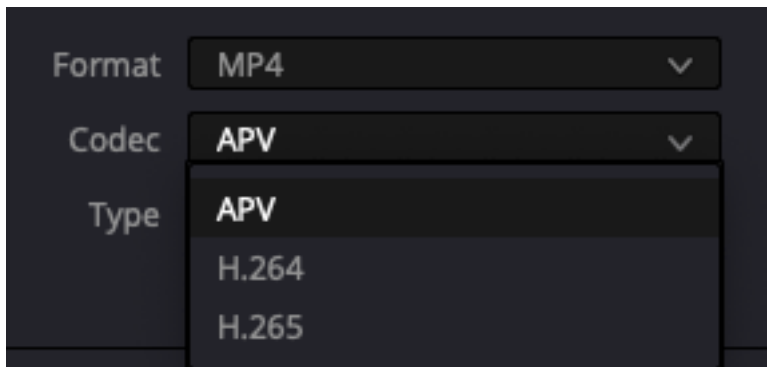 Format MP4
Codec APV
Type APV
H.264
H.265